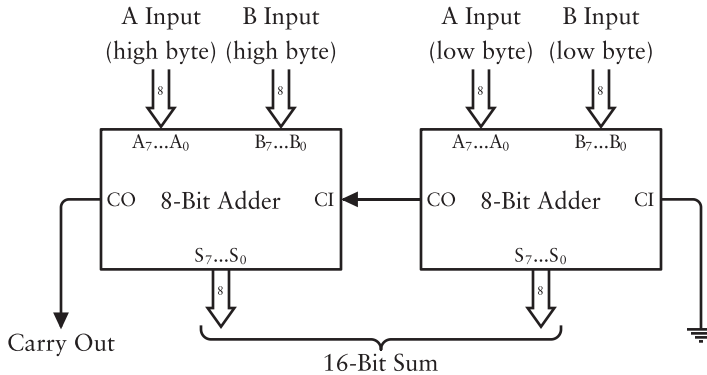 A Input B Input A Input B Input
(high byte) (high byte) (low byte) (low byte)
8 8 8 8
A7...A0 B7...B0 A7...A0 B7...B0
CO 8-Bit Adder CI CO 8-Bit Adder CI
S7...S0 S7...S0
8 8
Carry Out
16-Bit Sum